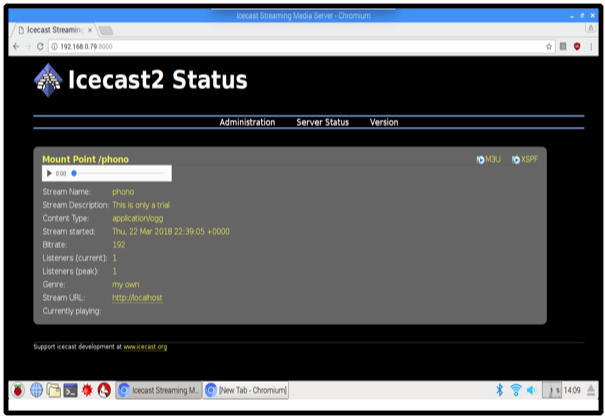 Icecast Streaming Media Server - Chromium
Icecast Streaming
192.168.0.79:8000
Icecast2 Status
Administration Server Status Version
Mount Point /phono M3U XSPF
0:00
Stream Name: phono
Stream Description: This is only a trial
Content Type: application/ogg
Stream started: Thu, 22 Mar 2018 22:39:05 +0000
Bitrate: 192
Listeners (current): 1
Listeners (peak): 1
Genre: my own
Stream URL: http://localhost
Currently playing:
Support icecast development at www.icecast.org
Icecast Streaming M... [New Tab - Chromium] 14:09